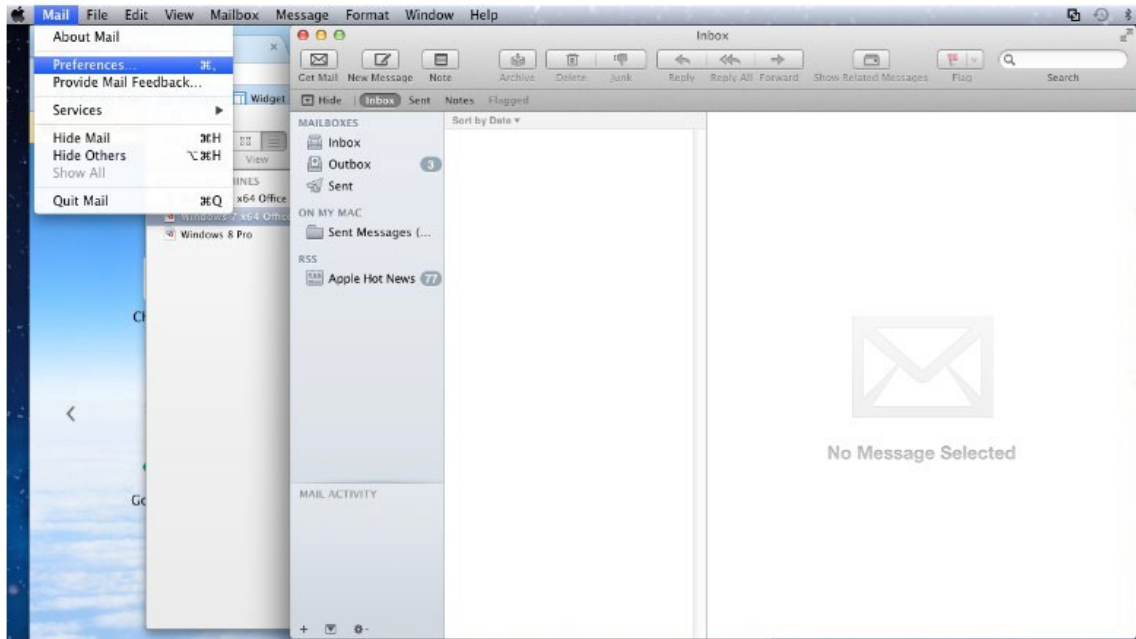 Mail File Edit View Mailbox Message Format Window Help
About Mail
Preferences... ⌘,
Provide Mail Feedback...
Services
Hide Mail ⌘H
Hide Others ⌥⌘H
Show All
Quit Mail ⌘Q
Widget
View
x64 Office
Windows 7 x64 Office
Windows 8 Pro
Inbox
Get Mail New Message Note Archive Delete Junk Reply Reply All Forward Show Related Messages Flag Search
Hide Inbox Sent Notes Flagged
MAILBOXES
Inbox
Outbox 3
Sent
ON MY MAC
Sent Messages (...
RSS
Apple Hot News 77
MAIL ACTIVITY
Sort by Date
No Message Selected